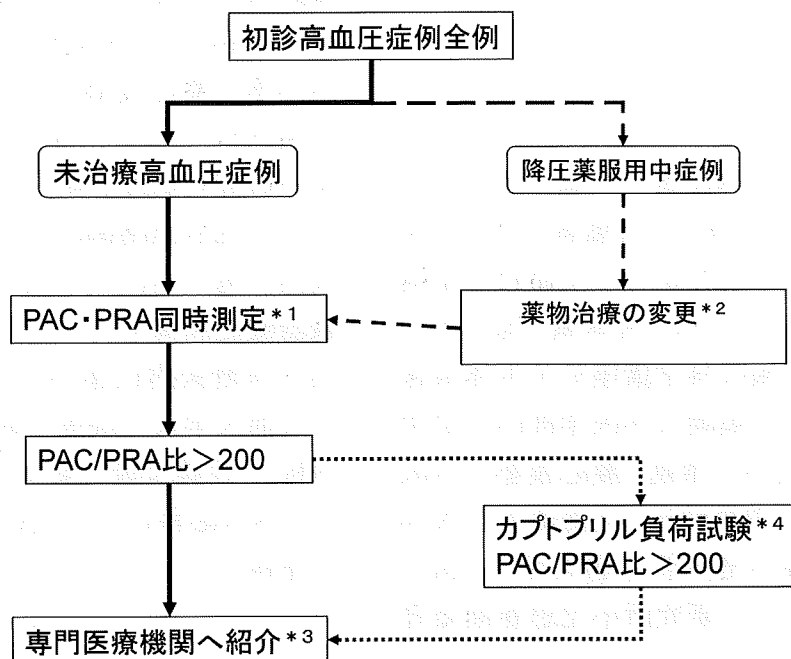 初診高血圧症例全例
未治療高血圧症例
降圧薬服用中症例
PAC・PRA同時測定*1
薬物治療の変更*2
PAC/PRA比＞200
カプトプリル負荷試験*4
PAC/PRA比＞200
専門医療機関へ紹介*3